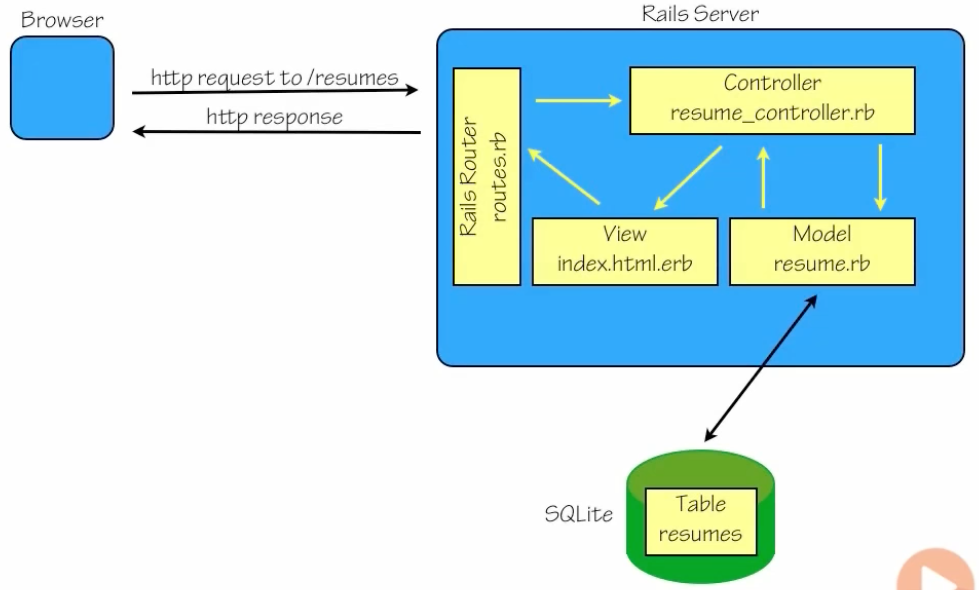 Browser
Rails Server
http request to /resumes
http response
Rails Router
routes.rb
Controller
resume_controller.rb
View
index.html.erb
Model
resume.rb
SQLite
Table
resumes